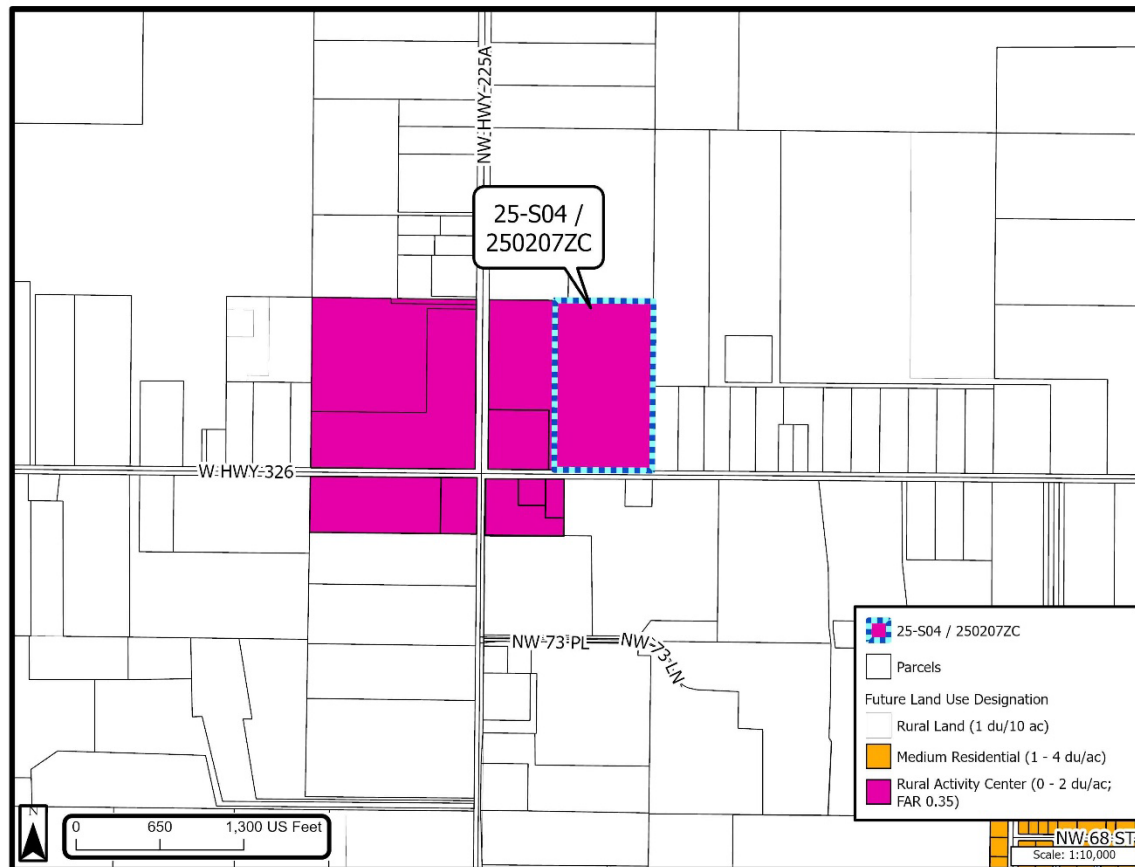 NW HWY 225A
25-S04 /
250207ZC
W HWY 326
NW 73 PL
NW 73 LN
25-S04 / 250207ZC
Parcels
Future Land Use Designation
Rural Land (1 du/10 ac)
Medium Residential (1 - 4 du/ac)
Rural Activity Center (0 - 2 du/ac;
FAR 0.35)
N
0 650 1,300 US Feet
NW 68 ST
Scale: 1:10,000